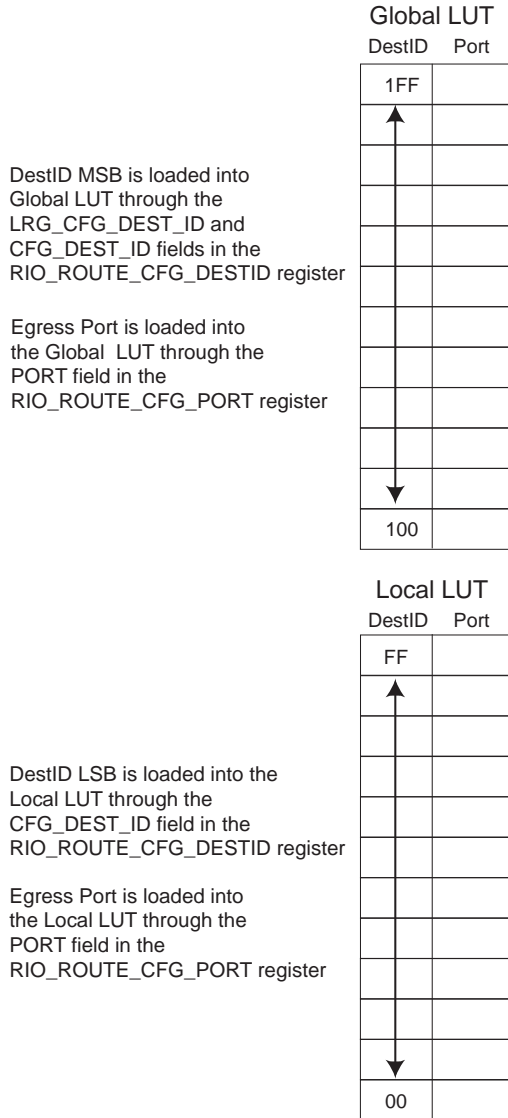 Global LUT
DestID Port
1FF
DestID MSB is loaded into
Global LUT through the
LRG_CFG_DEST_ID and
CFG_DEST_ID fields in the
RIO_ROUTE_CFG_DESTID register
Egress Port is loaded into
the Global LUT through the
PORT field in the
RIO_ROUTE_CFG_PORT register
100
Local LUT
DestID Port
FF
DestID LSB is loaded into the
Local LUT through the
CFG_DEST_ID field in the
RIO_ROUTE_CFG_DESTID register
Egress Port is loaded into
the Local LUT through the
PORT field in the
RIO_ROUTE_CFG_PORT register
00